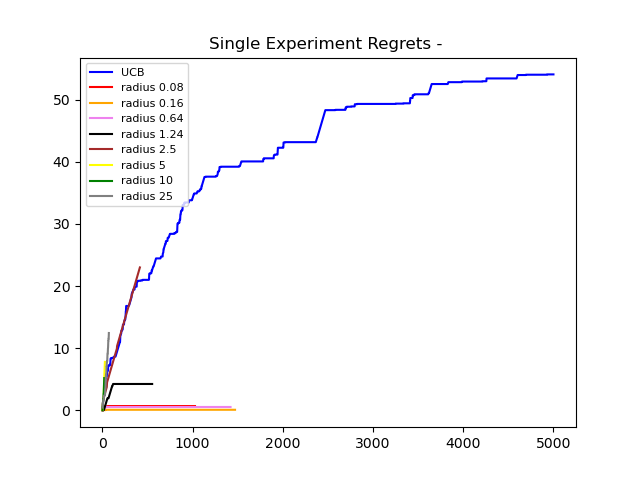 Single Experiment Regrets -
UCB
radius 0.08
radius 0.16
radius 0.64
radius 1.24
radius 2.5
radius 5
radius 10
radius 25
50
40
30
20
10
0
0 1000 2000 3000 4000 5000